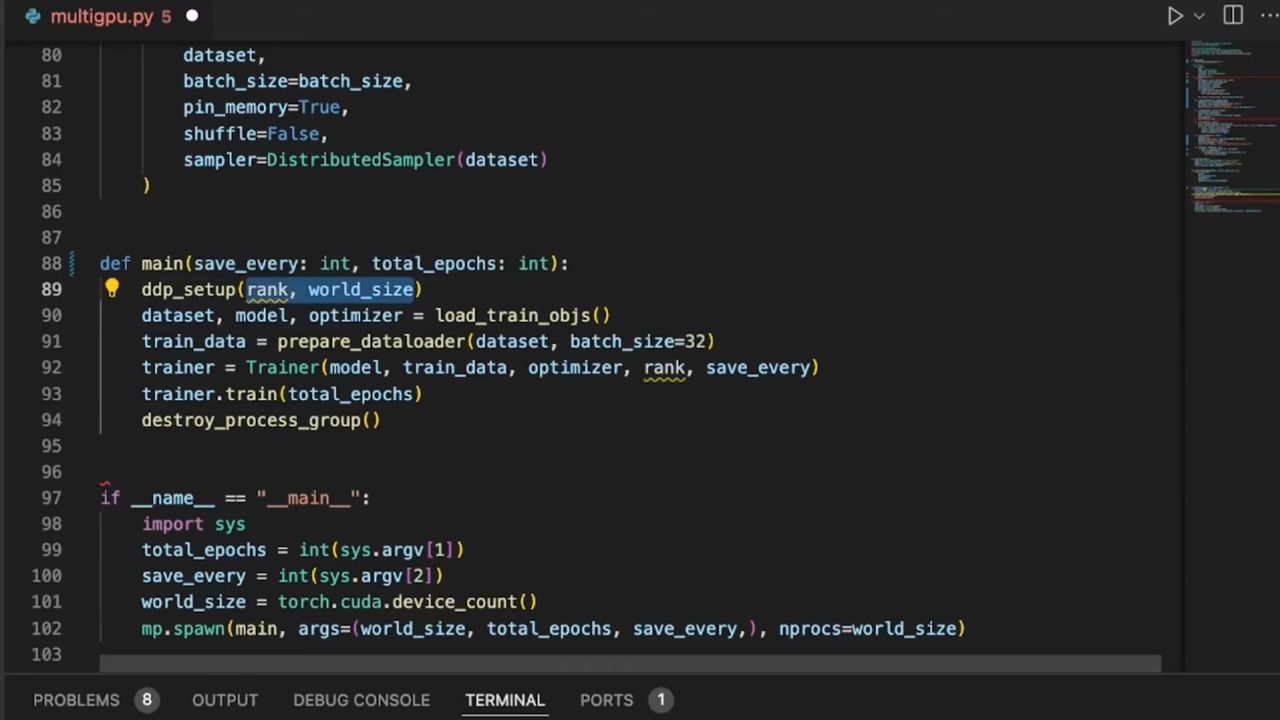 multigpu.py 5
80 dataset,
81 batch_size=batch_size,
82 pin_memory=True,
83 shuffle=False,
84 sampler=DistributedSampler(dataset)
85 )
86
87
88 def main(save_every: int, total_epochs: int):
89 ddp_setup(rank, world_size)
90 dataset, model, optimizer = load_train_objs()
91 train_data = prepare_dataloader(dataset, batch_size=32)
92 trainer = Trainer(model, train_data, optimizer, rank, save_every)
93 trainer.train(total_epochs)
94 destroy_process_group()
95
96
97 if __name__ == "__main__":
98 import sys
99 total_epochs = int(sys.argv[1])
100 save_every = int(sys.argv[2])
101 world_size = torch.cuda.device_count()
102 mp.spawn(main, args=(world_size, total_epochs, save_every,), nprocs=world_size)
103
PROBLEMS 8 OUTPUT DEBUG CONSOLE TERMINAL PORTS 1